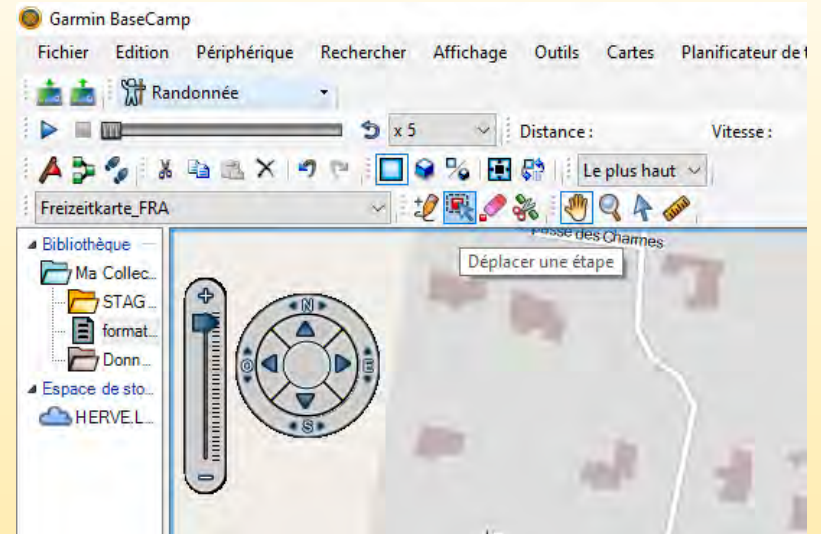 Garmin BaseCamp
Fichier Edition Périphérique Rechercher Affichage Outils Cartes Planificateur de t
Randonnée
x 5 Distance : Vitesse :
Le plus haut
Freizeitkarte_FRA
Bibliothèque
Ma Collec...
STAG...
format...
Donn...
Espace de sto...
HERVE.L...
passe des Charmes
Déplacer une étape
N
O E
S